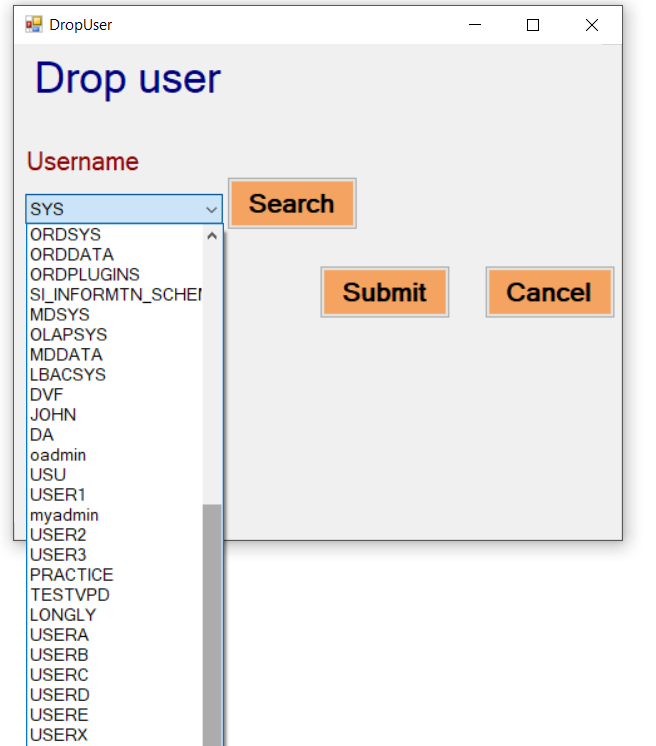 DropUser
Drop user
Username
SYS
Search
ORDSYS
ORDDATA
ORDPLUGINS
SI_INFORMTN_SCHEM
MDSYS
OLAPSYS
MDDATA
LBACSYS
DVF
JOHN
DA
oadmin
USU
USER1
myadmin
USER2
USER3
PRACTICE
TESTVPD
LONGLY
USERA
USERB
USERC
USERD
USERE
USERX
Submit
Cancel